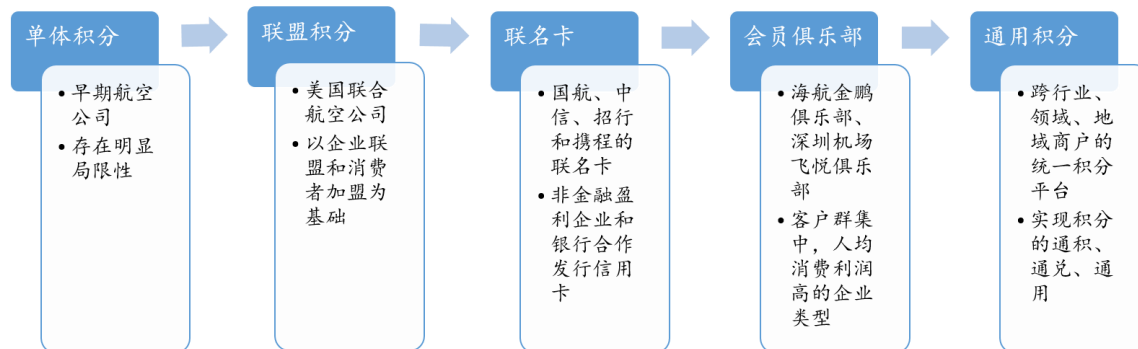 单体积分
• 早期航空
公司
• 存在明显
局限性
联盟积分
• 美国联合
航空公司
• 以企业联
盟和消费
者加盟为
基础
联名卡
• 国航、中
信、招行
和携程的
联名卡
• 非金融盈
利企业和
银行合作
发行信用
卡
会员俱乐部
• 海航金鹏
俱乐部、
深圳机场
飞悦俱乐
部
• 客户群集
中，人均
消费利润
高的企业
类型
通用积分
• 跨行业、
领域、地
域商户的
统一积分
平台
• 实现积分
的通积、
通兑、通
用